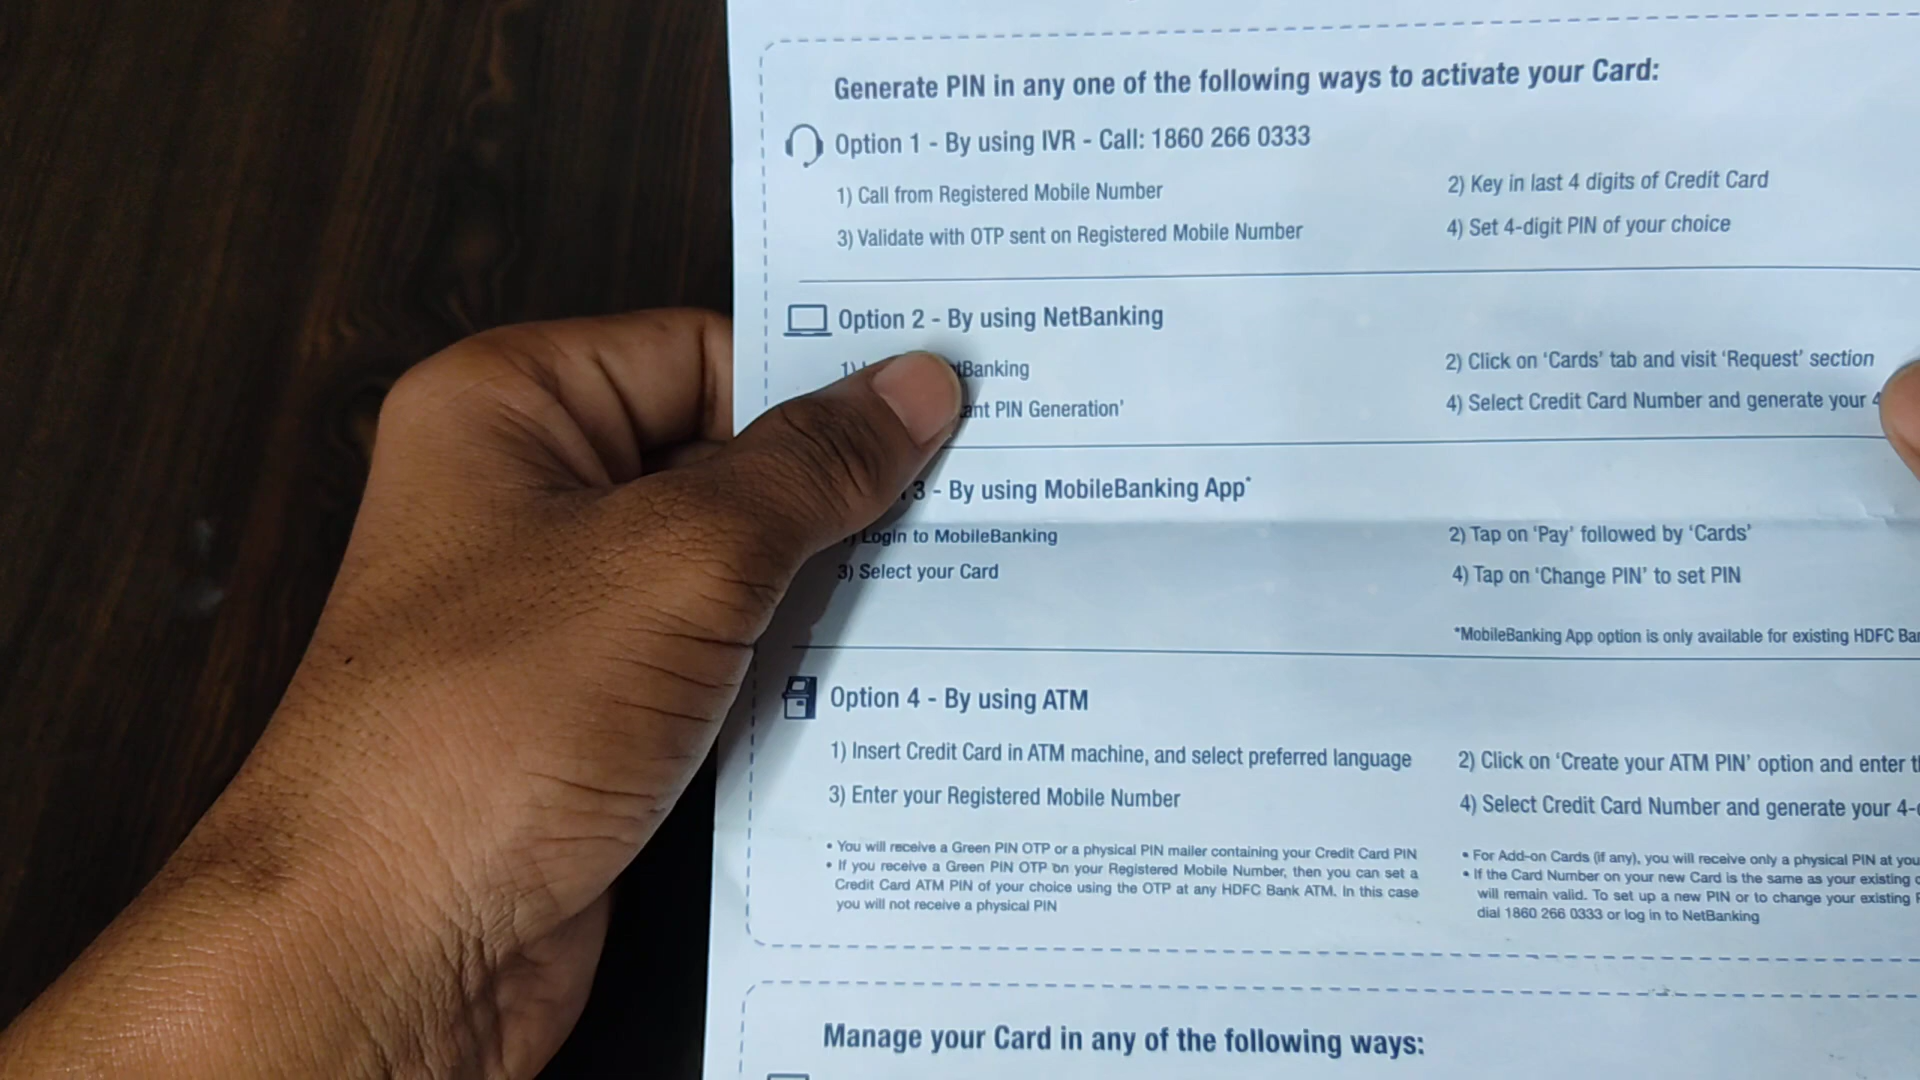 Generate PIN in any one of the following ways to activate your Card:
Option 1 - By using IVR - Call: 1860 266 0333
1) Call from Registered Mobile Number
2) Key in last 4 digits of Credit Card
3) Validate with OTP sent on Registered Mobile Number
4) Set 4-digit PIN of your choice
Option 2 - By using NetBanking
1) tBanking
2) Click on ‘Cards’ tab and visit ‘Request’ section
ant PIN Generation’
4) Select Credit Card Number and generate your 4
3 - By using MobileBanking App*
1) Login to MobileBanking
2) Tap on ‘Pay’ followed by ‘Cards’
3) Select your Card
4) Tap on ‘Change PIN’ to set PIN
*MobileBanking App option is only available for existing HDFC Ba
Option 4 - By using ATM
1) Insert Credit Card in ATM machine, and select preferred language
2) Click on ‘Create your ATM PIN’ option and enter
3) Enter your Registered Mobile Number
4) Select Credit Card Number and generate your 4-
• You will receive a Green PIN OTP or a physical PIN mailer containing your Credit Card PIN
• If you receive a Green PIN OTP on your Registered Mobile Number, then you can set a
Credit Card ATM PIN of your choice using the OTP at any HDFC Bank ATM. In this case
you will not receive a physical PIN
• For Add-on Cards (if any), you will receive only a physical PIN at you
• If the Card Number on your new Card is the same as your existing
will remain valid. To set up a new PIN or to change your existing
dial 1860 266 0333 or log in to NetBanking
Manage your Card in any of the following ways: